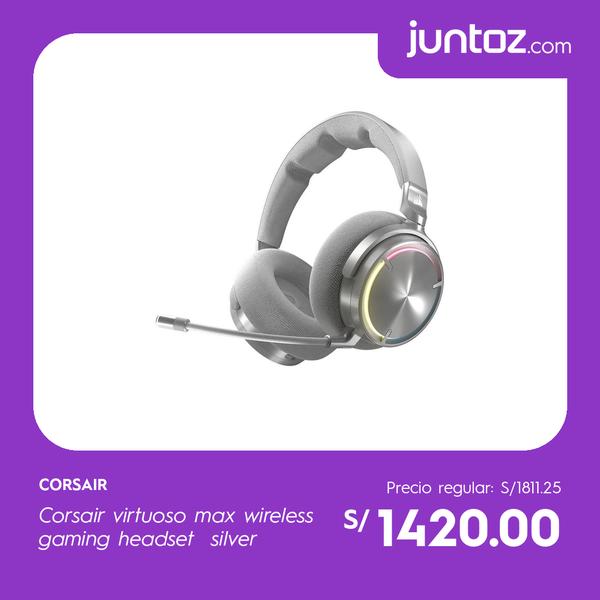 juntoz.com
CORSAIR
Corsair virtuoso max wireless
gaming headset silver
Precio regular: S/1811.25
S/ 1420.00